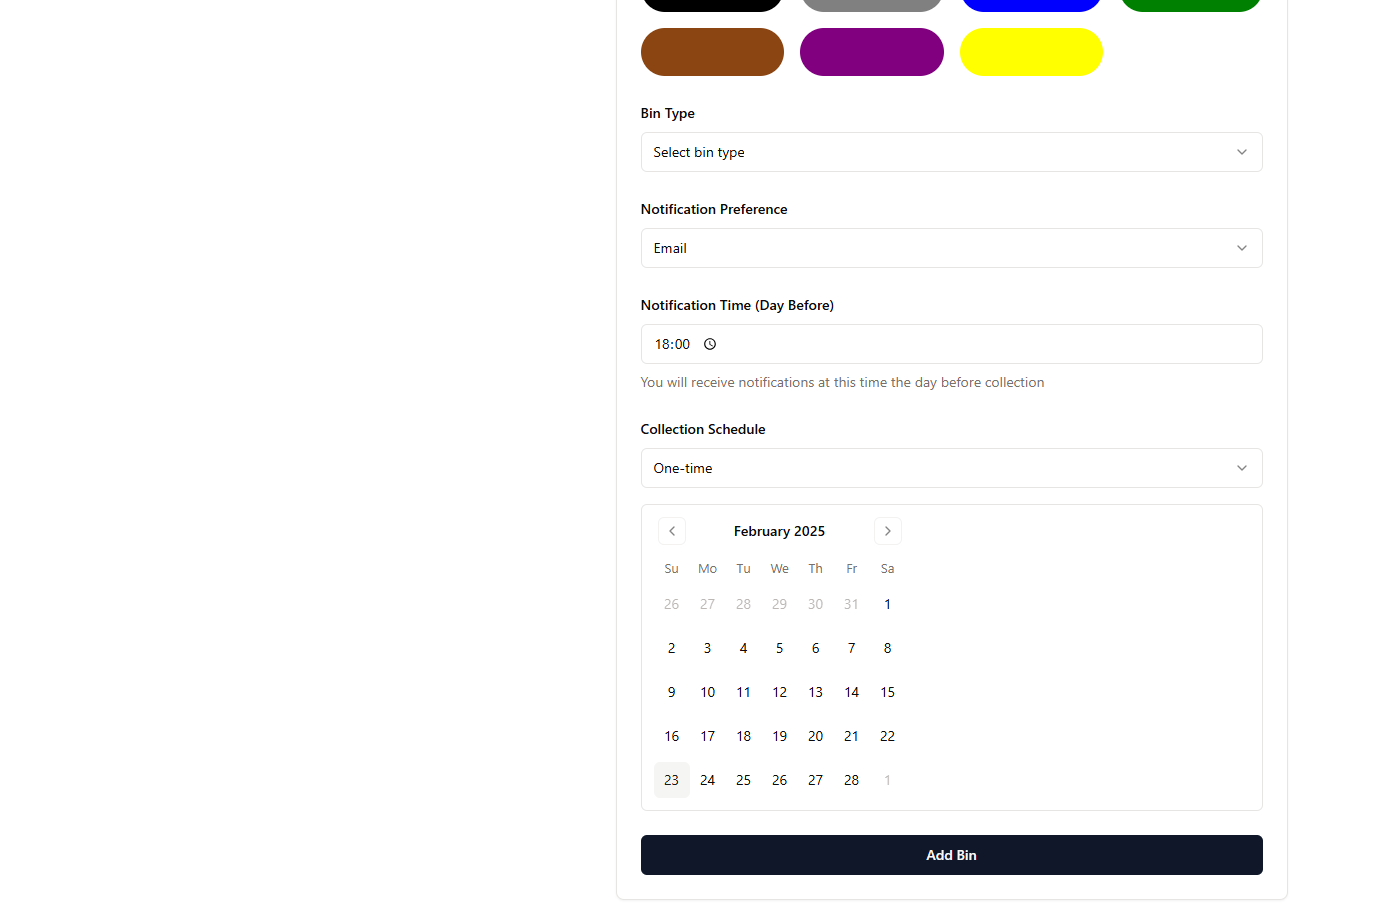 Bin Type
Select bin type
Notification Preference
Email
Notification Time (Day Before)
18:00
You will receive notifications at this time the day before collection
Collection Schedule
One-time
February 2025
Su Mo Tu We Th Fr Sa
26 27 28 29 30 31 1
2 3 4 5 6 7 8
9 10 11 12 13 14 15
16 17 18 19 20 21 22
23 24 25 26 27 28 1
Add Bin